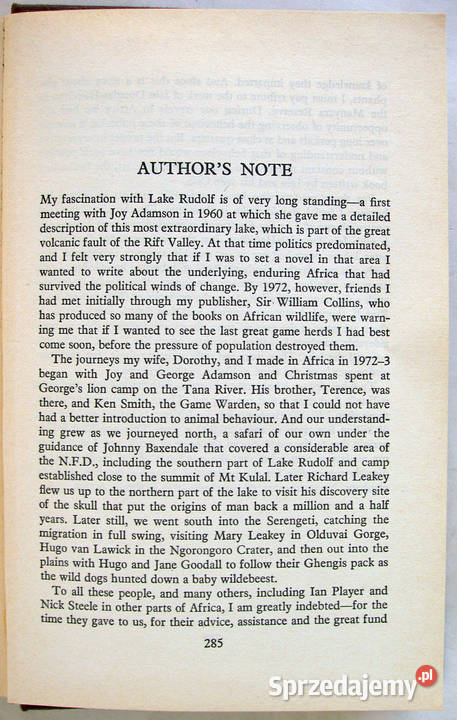 AUTHOR'S NOTE
My fascination with Lake Rudolf is of very long standing—a first
meeting with Joy Adamson in 1960 at which she gave me a detailed
description of this most extraordinary lake, which is part of the great
volcanic fault of the Rift Valley. At that time politics predominated,
and I felt very strongly that if I was to set a novel in that area I
wanted to write about the underlying, enduring Africa that had
survived the political winds of change. By 1972, however, friends I
had met initially through my publisher, Sir William Collins, who
has produced so many of the books on African wildlife, were warn-
ing me that if I wanted to see the last great game herds I had best
come soon, before the pressure of population destroyed them.
The journeys my wife, Dorothy, and I made in Africa in 1972–3
began with Joy and George Adamson and Christmas spent at
George's lion camp on the Tana River. His brother, Terence, was
there, and Ken Smith, the Game Warden, so that I could not have
had a better introduction to animal behaviour. And our understand-
ing grew as we journeyed north, a safari of our own under the
guidance of Johnny Baxendale that covered a considerable area of
the N.F.D., including the southern part of Lake Rudolf and camp
established close to the summit of Mt Kulal. Later Richard Leakey
flew us up to the northern part of the lake to visit his discovery site
of the skull that put the origins of man back a million and a half
years. Later still, we went south into the Serengeti, catching the
migration in full swing, visiting Mary Leakey in Olduvai Gorge,
Hugo van Lawick in the Ngorongoro Crater, and then out into the
plains with Hugo and Jane Goodall to follow their Ghengis pack as
the wild dogs hunted down a baby wildebeest.
To all these people, and many others, including Ian Player and
Nick Steele in other parts of Africa, I am greatly indebted—for the
time they gave to us, for their advice, assistance and the great fund
285
Sprzedajemy.pl